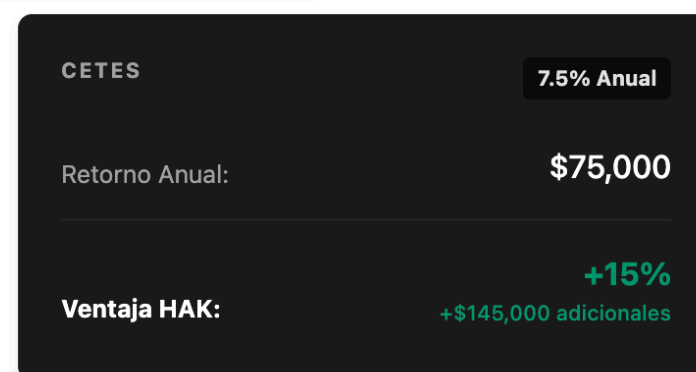 CETES
7.5% Anual
Retorno Anual:
$75,000
Ventaja HAK:
+15%
+$145,000 adicionales